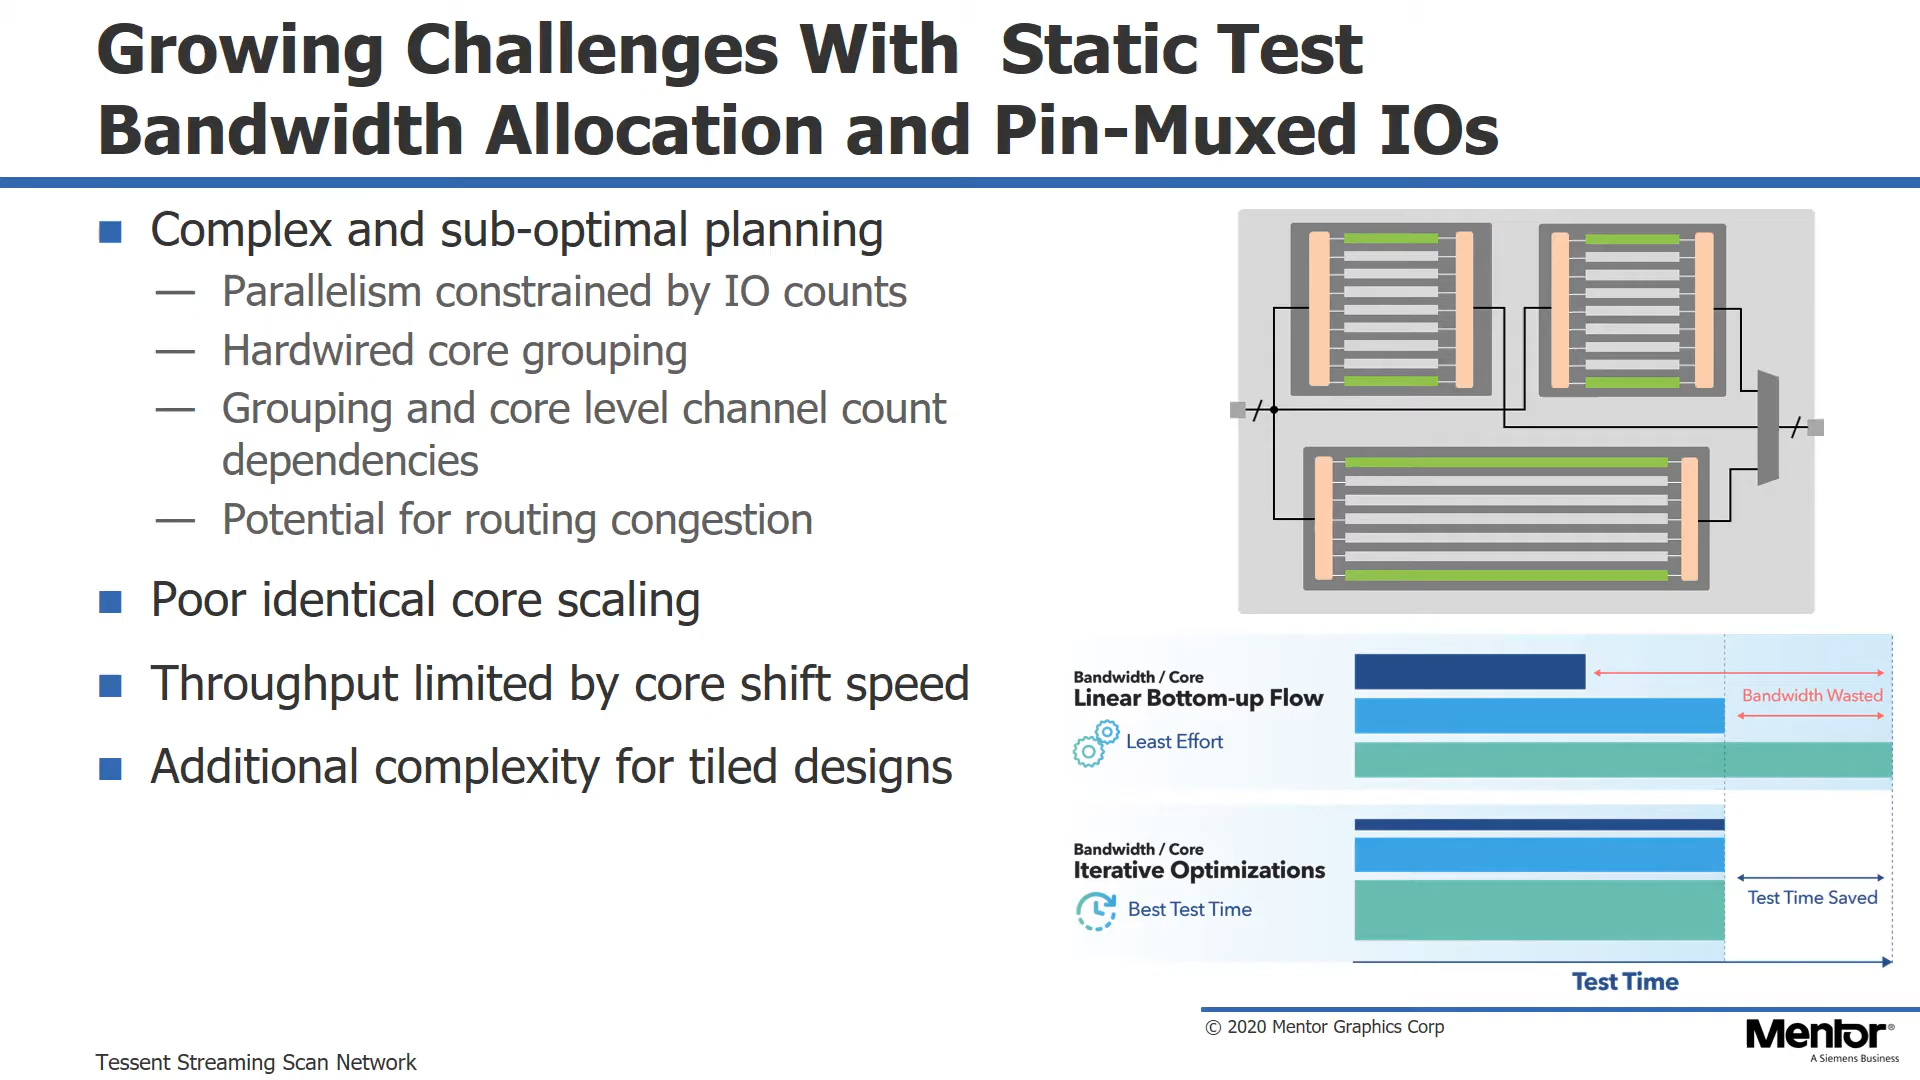 Growing Challenges With  Static Test
Bandwidth Allocation and Pin-Muxed IOs
Complex and sub-optimal planning
— Parallelism constrained by IO counts
— Hardwired core grouping
— Grouping and core level channel count
dependencies
— Potential for routing congestion
Poor identical core scaling
Throughput limited by core shift speed
Additional complexity for tiled designs
Bandwidth / Core
Linear Bottom-up Flow
Least Effort
Bandwidth Wasted
Bandwidth / Core
Iterative Optimizations
Best Test Time
Test Time Saved
Test Time
© 2020 Mentor Graphics Corp
Mentor®
A Siemens Business
Tessent Streaming Scan Network